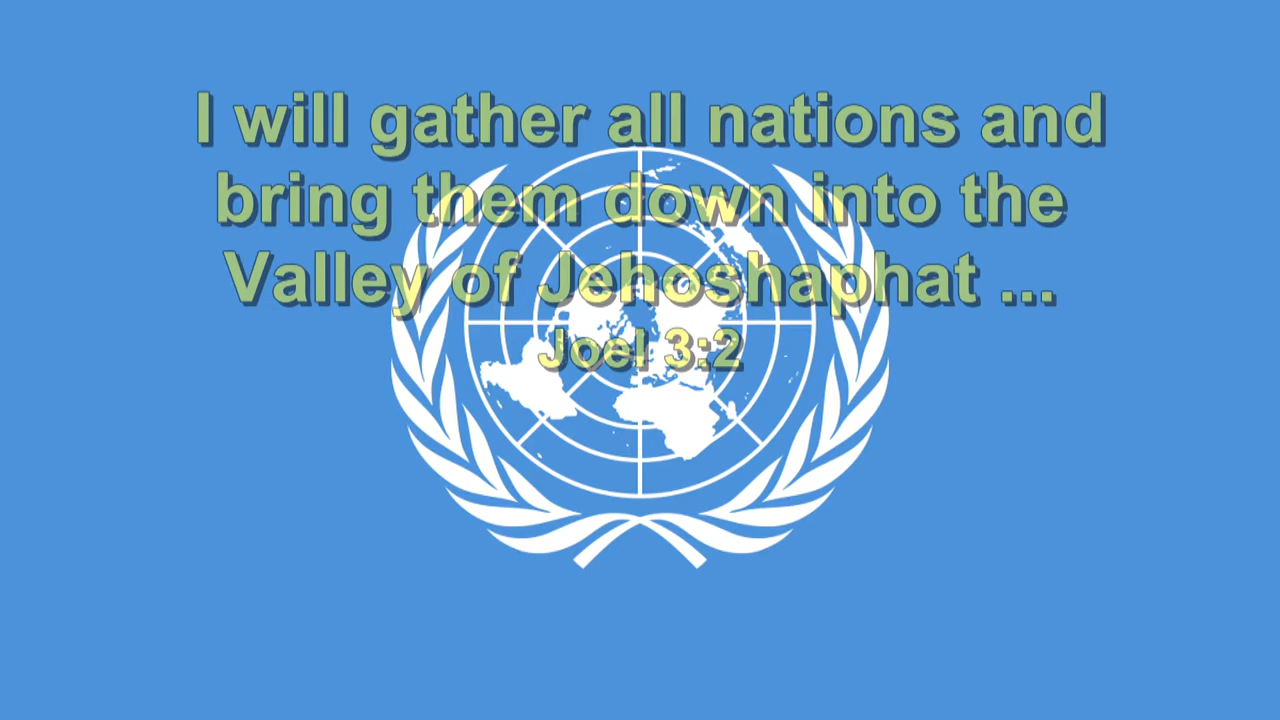 I will gather all nations and
bring them down into the
Valley of Jehoshaphat ...
Joel 3:2